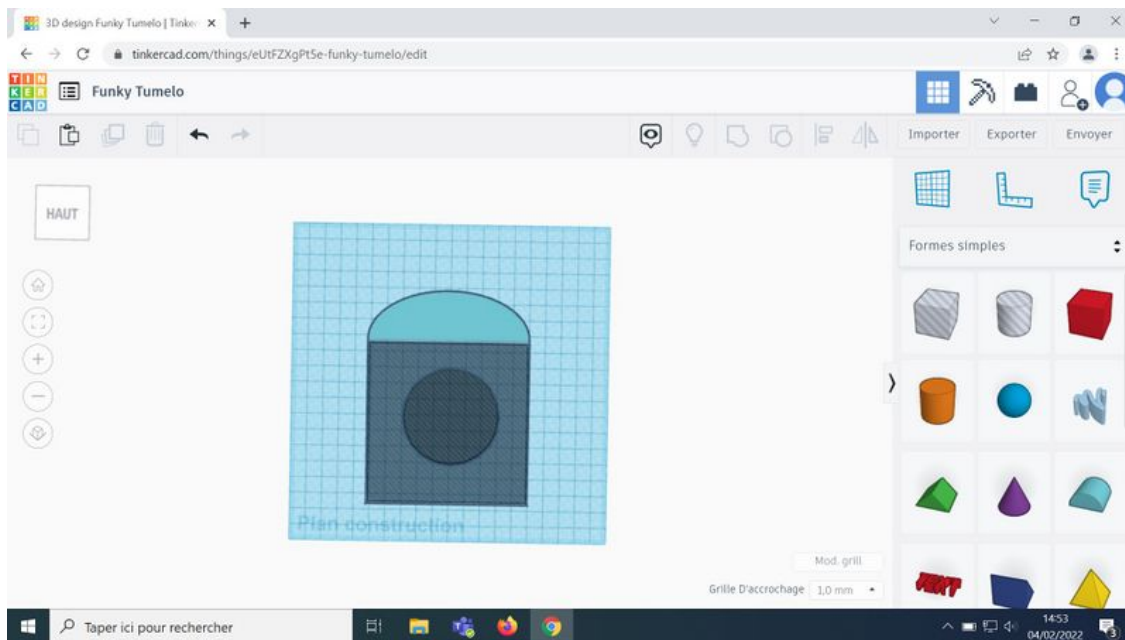 3D design Funky Tumelo | Tinker
tinkercad.com/things/eUtFZXgPt5e-funky-tumelo/edit
TIN
KER
CAD
Funky Tumelo
Importer
Exporter
Envoyer
HAUT
Formes simples
Plan construction
TEXT
Mod. grill
Grille D'accrochage
1,0 mm
Taper ici pour rechercher
14:53
04/02/2022
3